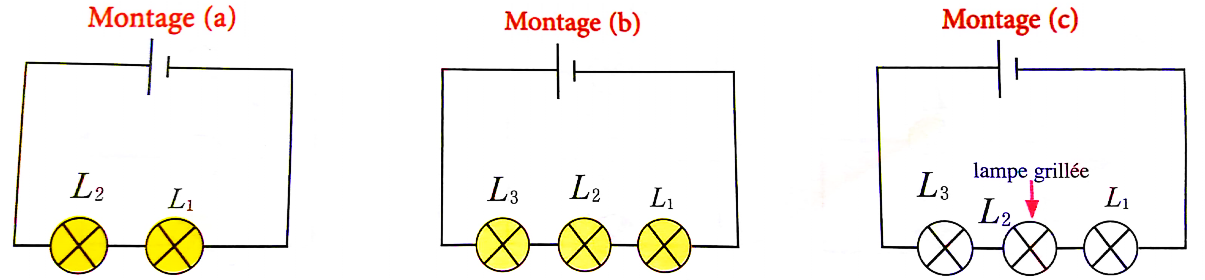 Montage (a)
L2
L1
Montage (b)
L3
L2
L1
Montage (c)
lampe grillée
L3
L2
L1